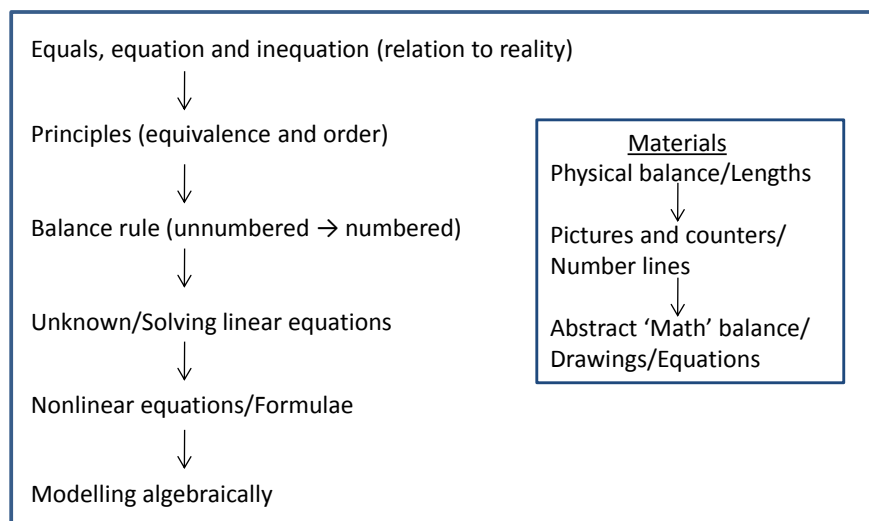 Equals, equation and inequation (relation to reality)
Principles (equivalence and order)
Balance rule (unnumbered → numbered)
Unknown/Solving linear equations
Nonlinear equations/Formulae
Modelling algebraically
Materials
Physical balance/Lengths
Pictures and counters/
Number lines
Abstract ‘Math’ balance/
Drawings/Equations